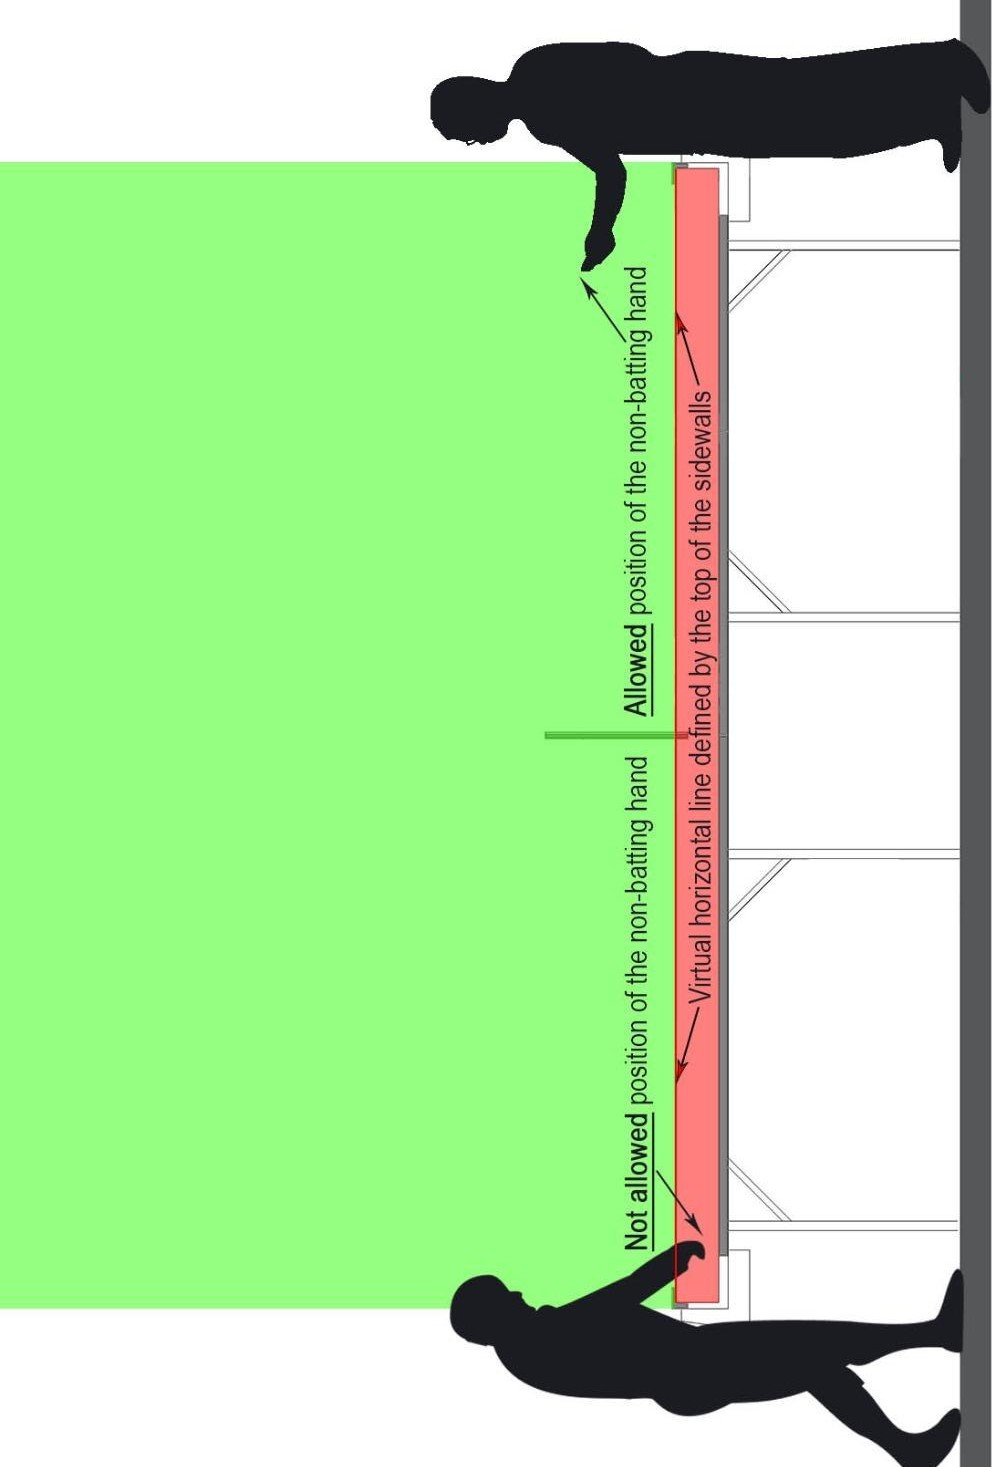 Not allowed position of the non-batting hand
Allowed position of the non-batting hand
Virtual horizontal line defined by the top of the sidewalls